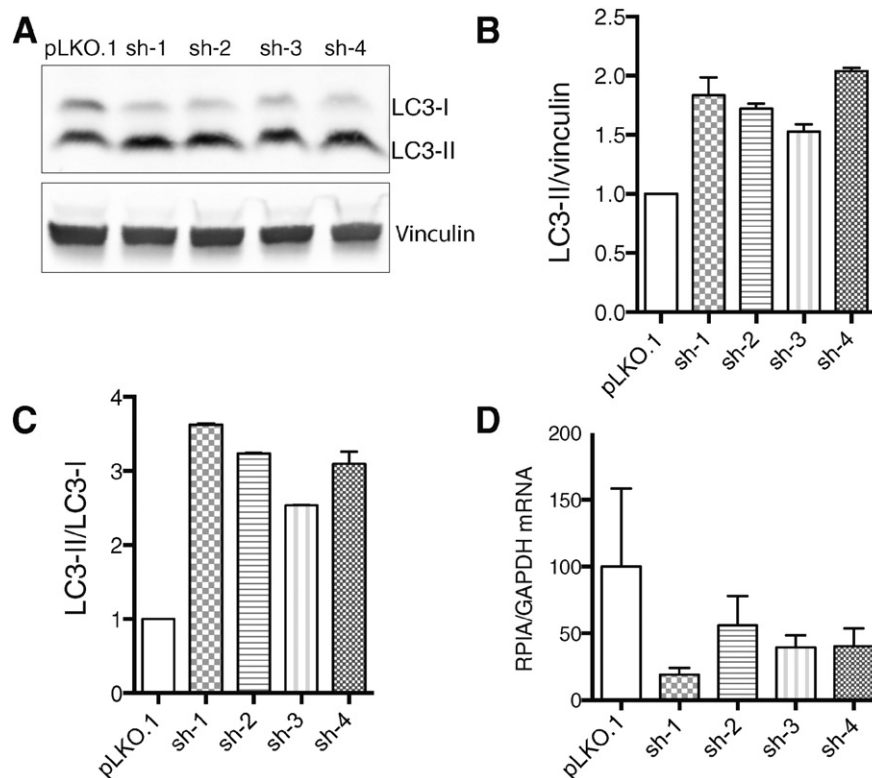 A
pLKO.1 sh-1 sh-2 sh-3 sh-4
LC3-I
LC3-II
Vinculin
B
LC3-II/vinculin
2.5
2.0
1.5
1.0
0.5
0.0
pLKO.1
sh-1
sh-2
sh-3
sh-4
C
LC3-II/LC3-I
4
3
2
1
0
pLKO.1
sh-1
sh-2
sh-3
sh-4
D
RPIA/GAPDH mRNA
200
150
100
50
0
pLKO.1
sh-1
sh-2
sh-3
sh-4